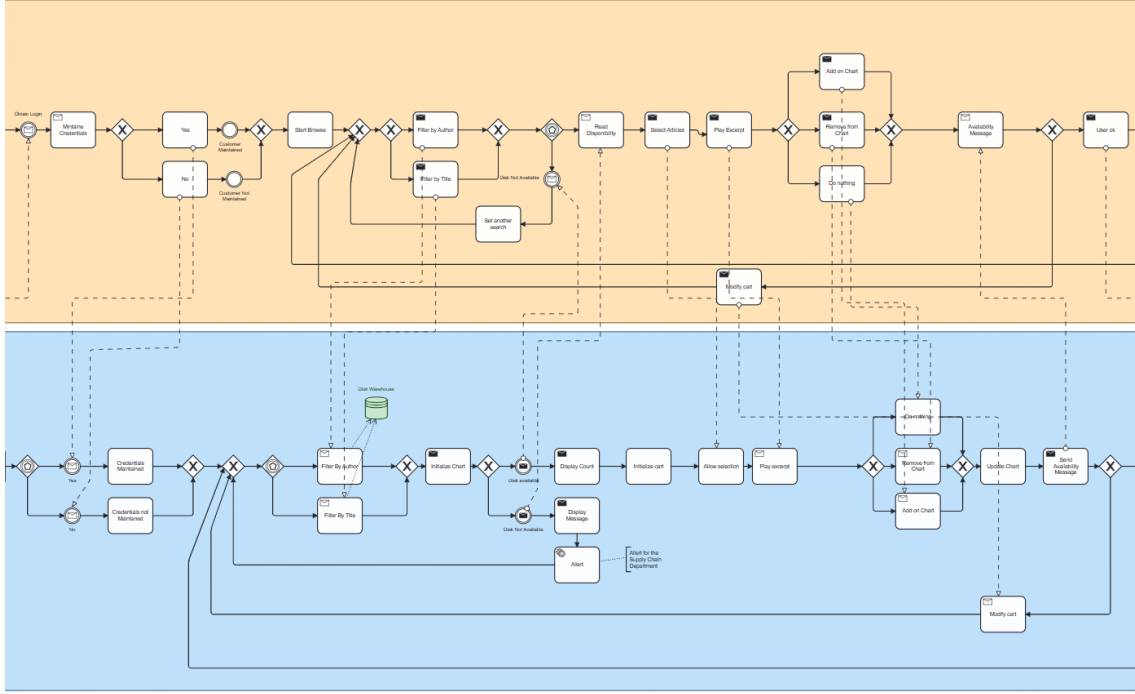 Obtain Login
Mintame
Credentials
Yes
No
Customer
Maintained
Customer Not
Maintained
Start Browse
Filter by Author
Filter by Title
Disk Not Available
Set another
search
Read
Disponibility
Select Articles
Play Excerpt
Add on Chart
Remove from
Chart
Do nothing
Availability
Message
User ok
Modify cart
Yes
No
Credentials
Maintained
Credentials not
Maintained
Disk Warehouse
Filter By Author
Filter By Title
Initialize Chart
Disk available
Disk Not Available
Display Count
Display
Message
Allert
Allert for the
Supply Chain
Department
Initialize cart
Allow selection
Play excerpt
Do nothing
Remove from
Chart
Add on Chart
Update Chart
Send
Availability
Message
Modify cart